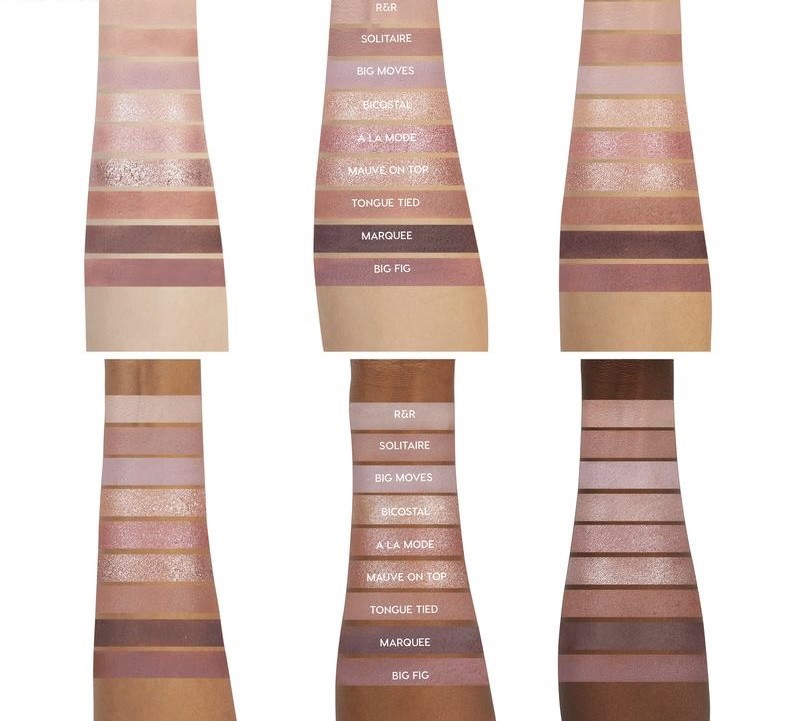 R&R
SOLITAIRE
BIG MOVES
BICOSTAL
A LA MODE
MAUVE ON TOP
TONGUE TIED
MARQUEE
BIG FIG
R&R
SOLITAIRE
BIG MOVES
BICOSTAL
A LA MODE
MAUVE ON TOP
TONGUE TIED
MARQUEE
BIG FIG